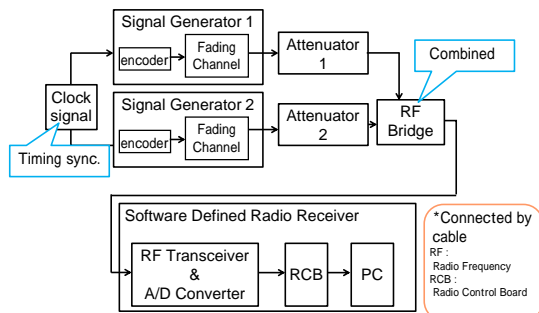 Signal Generator 1
encoder
Fading
Channel
Attenuator
1
Combined
Clock
signal
Timing sync.
Signal Generator 2
encoder
Fading
Channel
Attenuator
2
RF
Bridge
Software Defined Radio Receiver
RF Transceiver
&
A/D Converter
RCB
PC
*Connected by
cable
RF :
Radio Frequency
RCB :
Radio Control Board